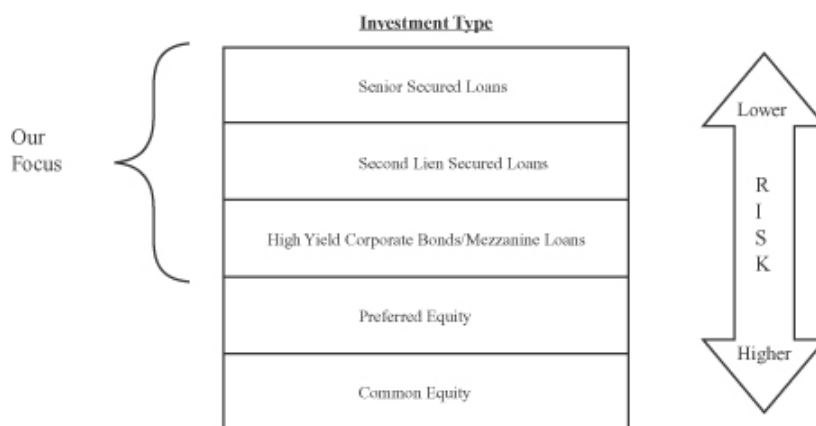 Investment Type
Senior Secured Loans
Lower
Our
Focus
Second Lien Secured Loans
R
I
S
K
High Yield Corporate Bonds/Mezzanine Loans
Preferred Equity
Higher
Common Equity